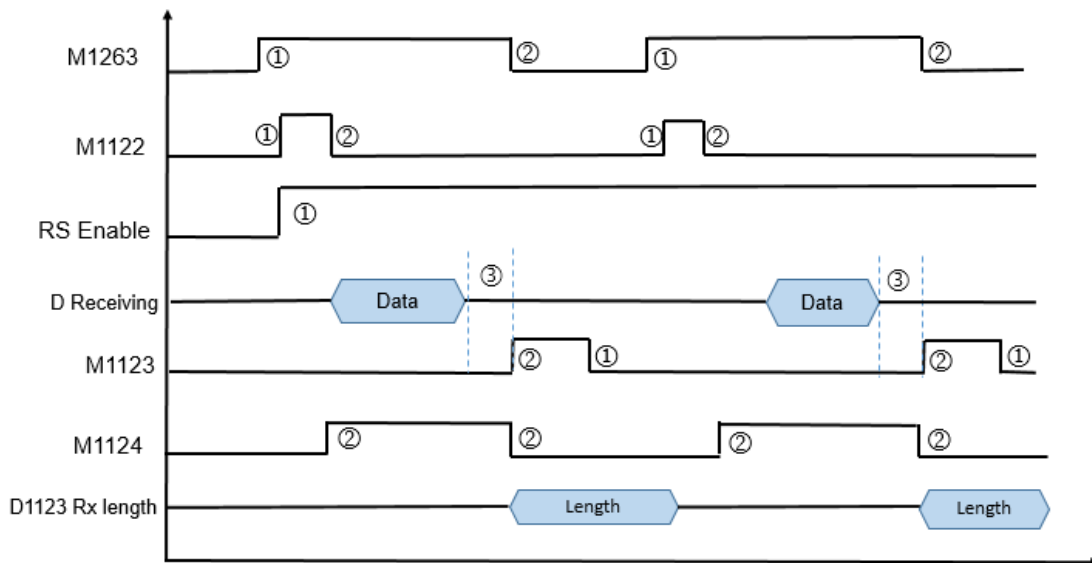 M1263
① ② ① ②
M1122
① ② ① ②
RS Enable
①
D Receiving
Data ③ Data ③
M1123
② ① ② ①
M1124
② ② ② ②
D1123 Rx length
Length Length